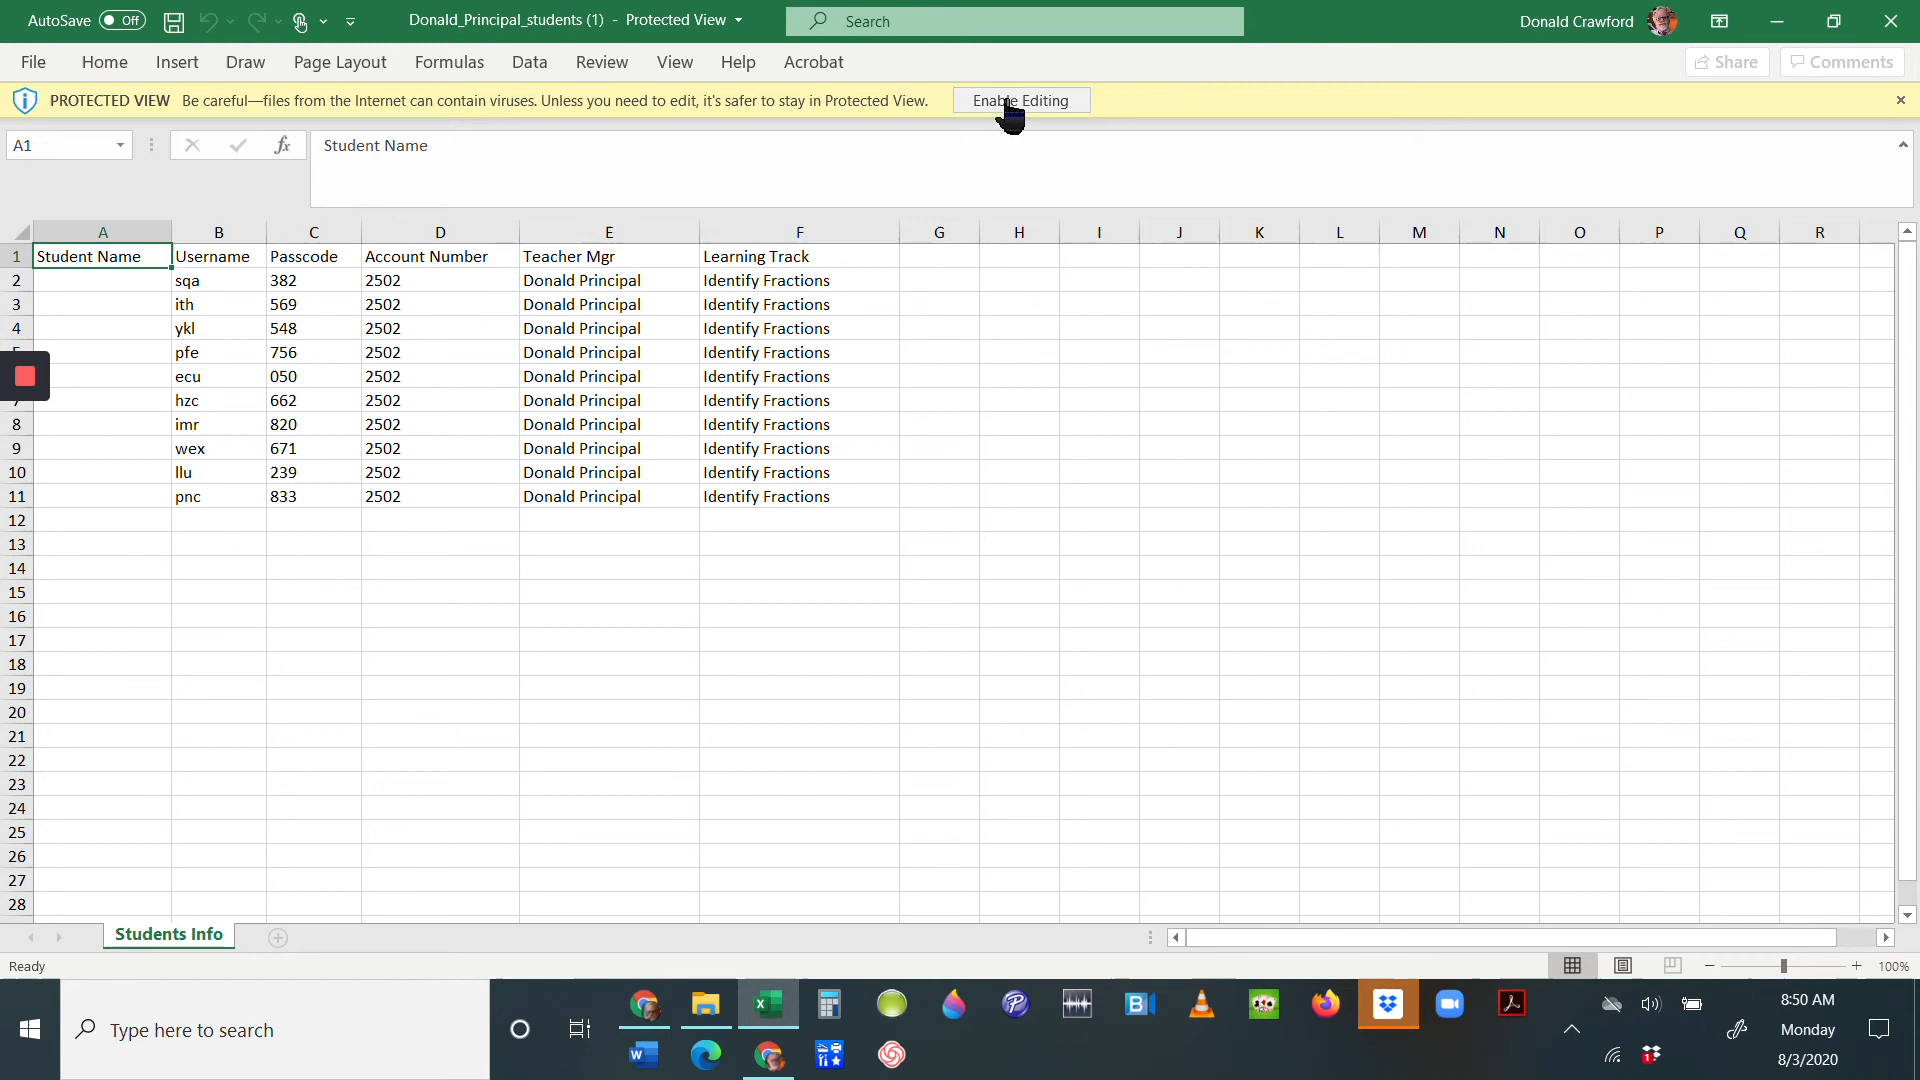 AutoSave Off Donald_Principal_students (1) - Protected View Search Donald Crawford
File Home Insert Draw Page Layout Formulas Data Review View Help Acrobat Share Comments
PROTECTED VIEW Be careful—files from the Internet can contain viruses. Unless you need to edit, it's safer to stay in Protected View. Enable Editing
A1 fx Student Name
A B C D E F G H I J K L M N O P Q R
1 Student Name Username Passcode Account Number Teacher Mgr Learning Track
2 sqa 382 2502 Donald Principal Identify Fractions
3 ith 569 2502 Donald Principal Identify Fractions
4 ykl 548 2502 Donald Principal Identify Fractions
pfe 756 2502 Donald Principal Identify Fractions
ecu 050 2502 Donald Principal Identify Fractions
7 hzc 662 2502 Donald Principal Identify Fractions
8 imr 820 2502 Donald Principal Identify Fractions
9 wex 671 2502 Donald Principal Identify Fractions
10 llu 239 2502 Donald Principal Identify Fractions
11 pnc 833 2502 Donald Principal Identify Fractions
12
13
14
15
16
17
18
19
20
21
22
23
24
25
26
27
28
Students Info
Ready 100%
Type here to search
8:50 AM
Monday
8/3/2020